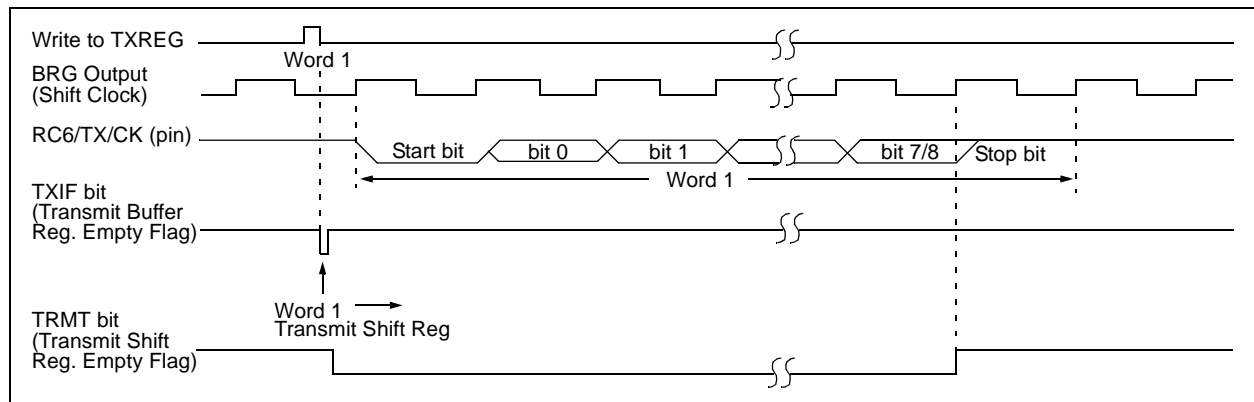 Write to TXREG
Word 1
BRG Output
(Shift Clock)
RC6/TX/CK (pin)
Start bit
bit 0
bit 1
bit 7/8
Stop bit
Word 1
TXIF bit
(Transmit Buffer
Reg. Empty Flag)
Word 1
Transmit Shift Reg
TRMT bit
(Transmit Shift
Reg. Empty Flag)